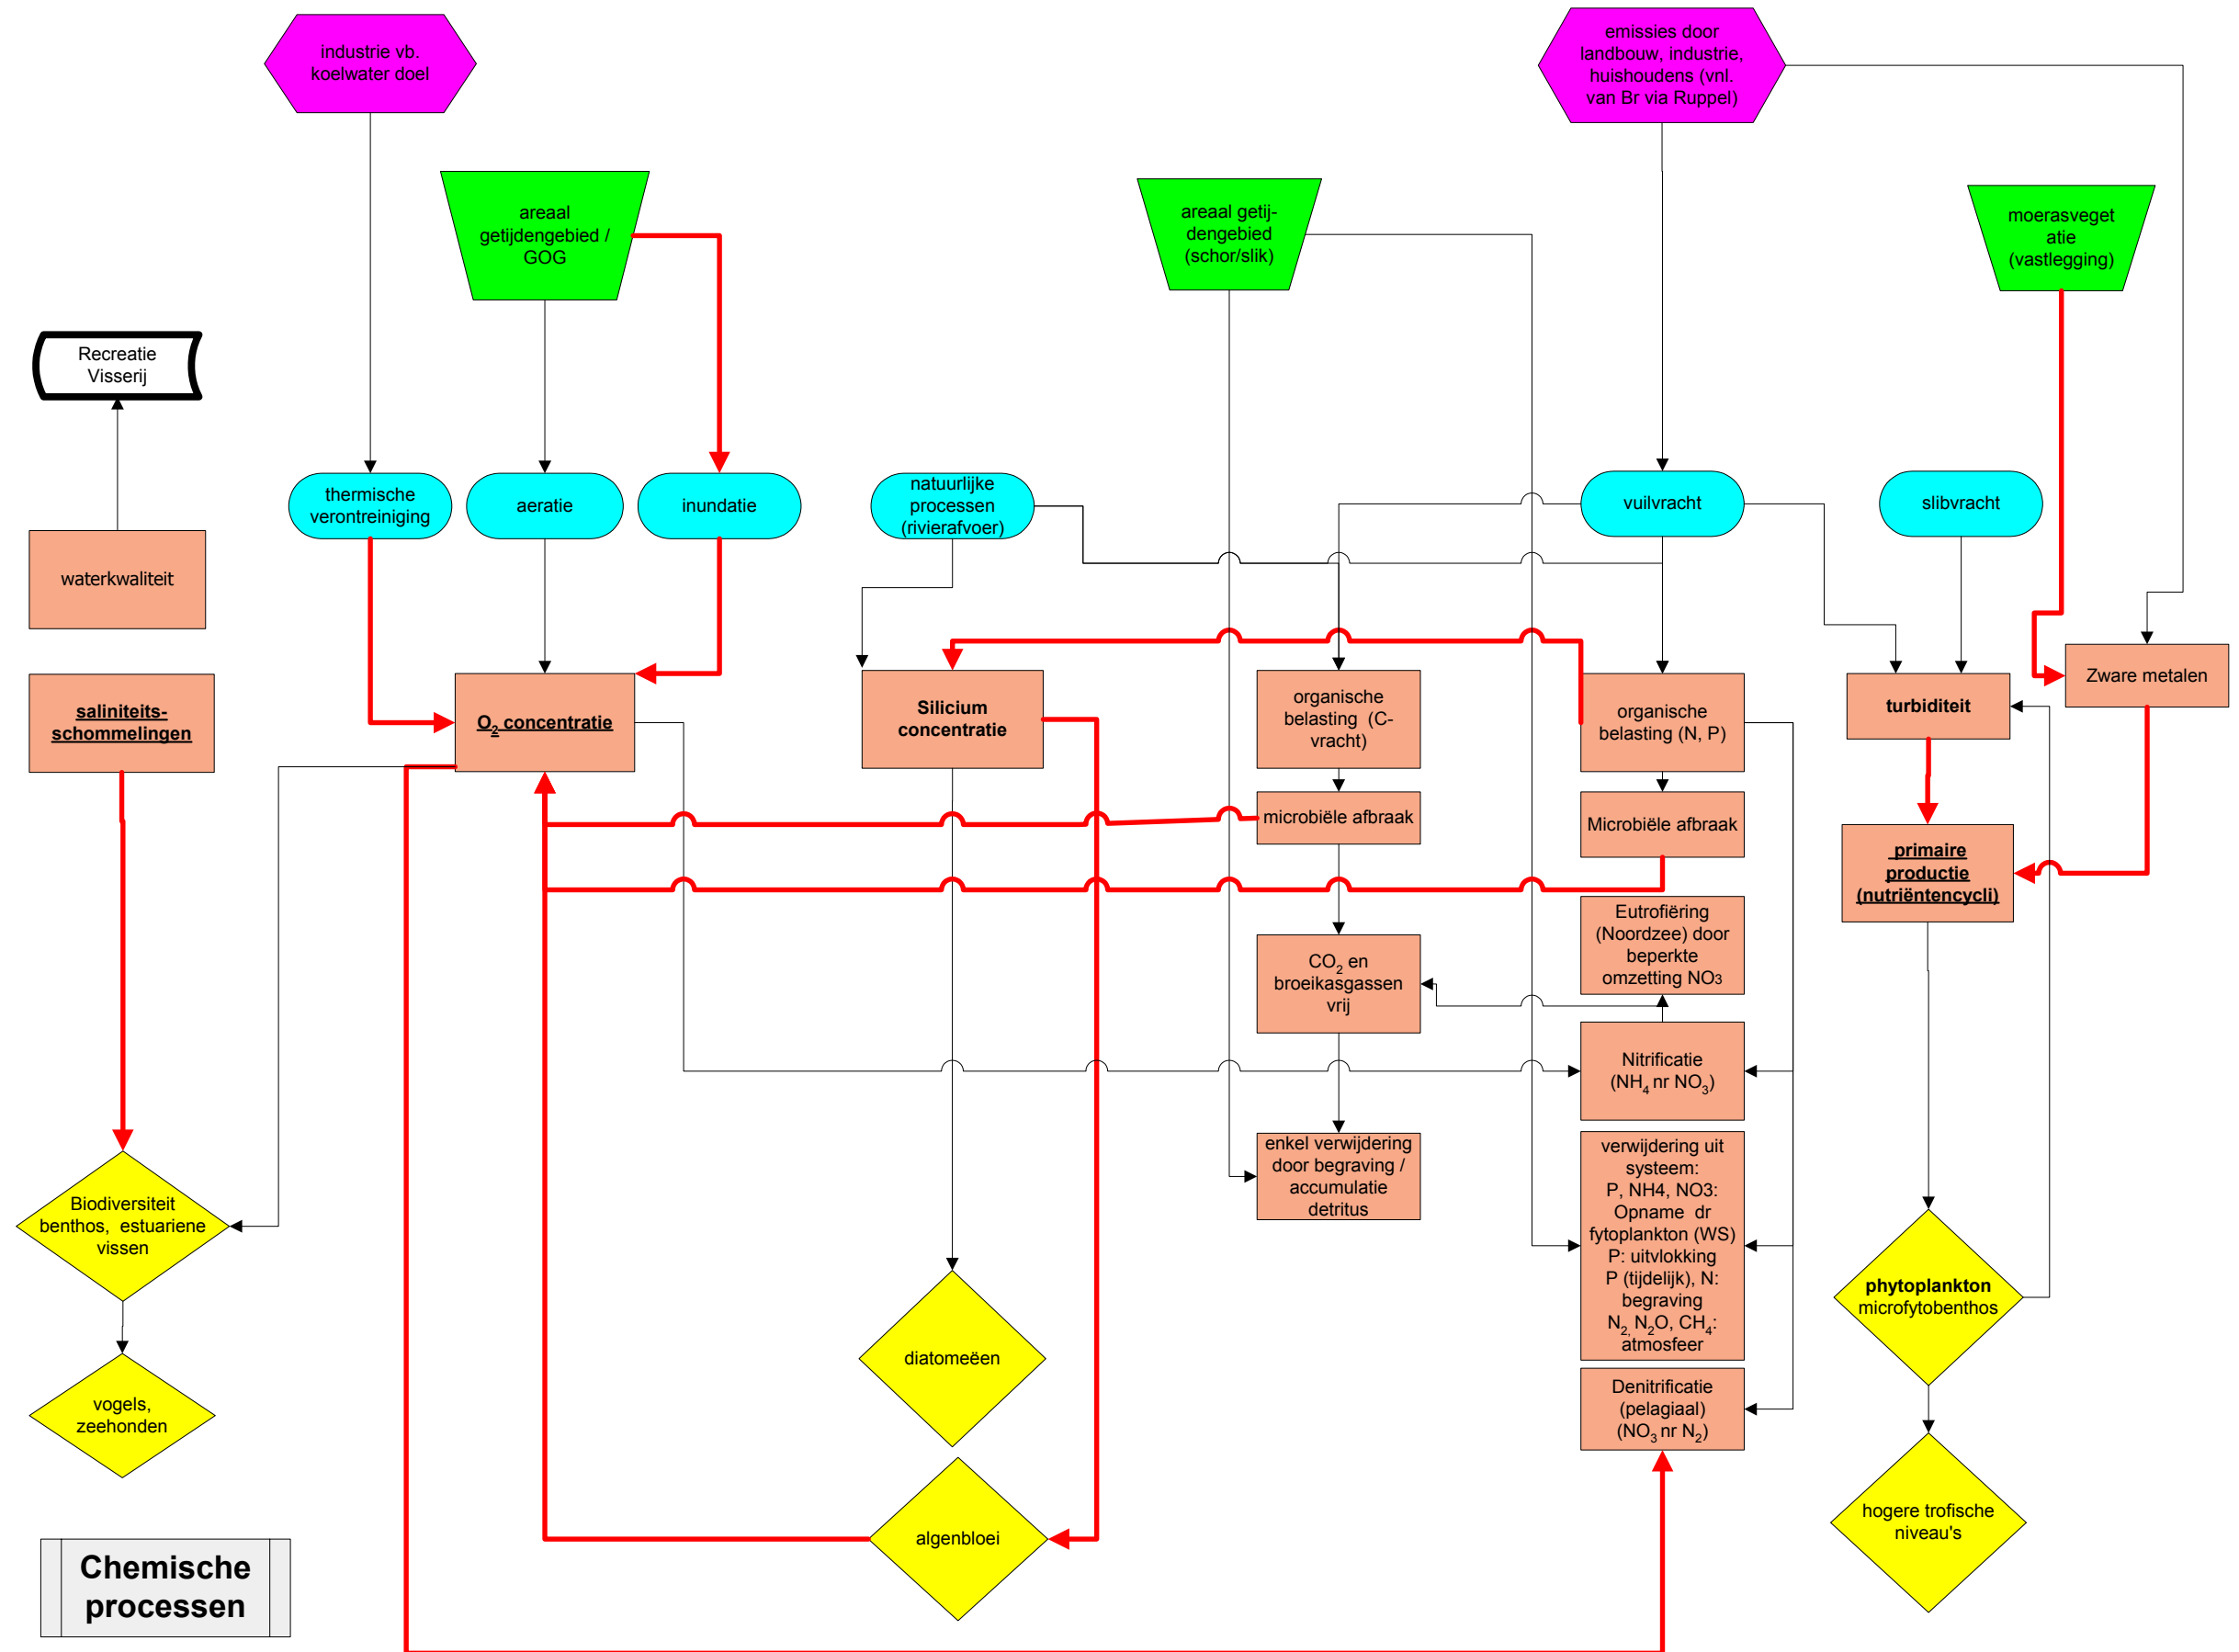 industrie vb.
koelwater doel
emissies door
landbouw, industrie,
huishoudens (vnl.
van Br via Ruppel)
areaal
getijdengebied /
GOG
areaal getij-
dengebied
(schor/slik)
moerasveget
atie
(vastlegging)
Recreatie
Visserij
thermische
verontreiniging
aeratie
inundatie
natuurlijke
processen
(rivierafvoer)
vuilvracht
slibvracht
waterkwaliteit
saliniteits-
schommelingen
O2 concentratie
Silicium
concentratie
organische
belasting (C-
vracht)
organische
belasting (N, P)
turbiditeit
Zware metalen
microbiële afbraak
Microbiële afbraak
primaire
productie
(nutriëntencycli)
Eutrofiëring
(Noordzee) door
beperkte
omzetting NO3
CO2 en
broeikasgassen
vrij
Nitrificatie
(NH4 nr NO3)
enkel verwijdering
door begraving /
accumulatie
detritus
verwijdering uit
systeem:
P, NH4, NO3:
Opname dr
fytoplankton (WS)
P: uitvlokking
P (tijdelijk), N:
begraving
N2, N2O, CH4:
atmosfeer
Biodiversiteit
benthos, estuariene
vissen
phytoplankton
microfytobenthos
diatomeëen
vogels,
zeehonden
Denitrificatie
(pelagiaal)
(NO3 nr N2)
hogere trofische
niveau's
algenbloei
Chemische
processen